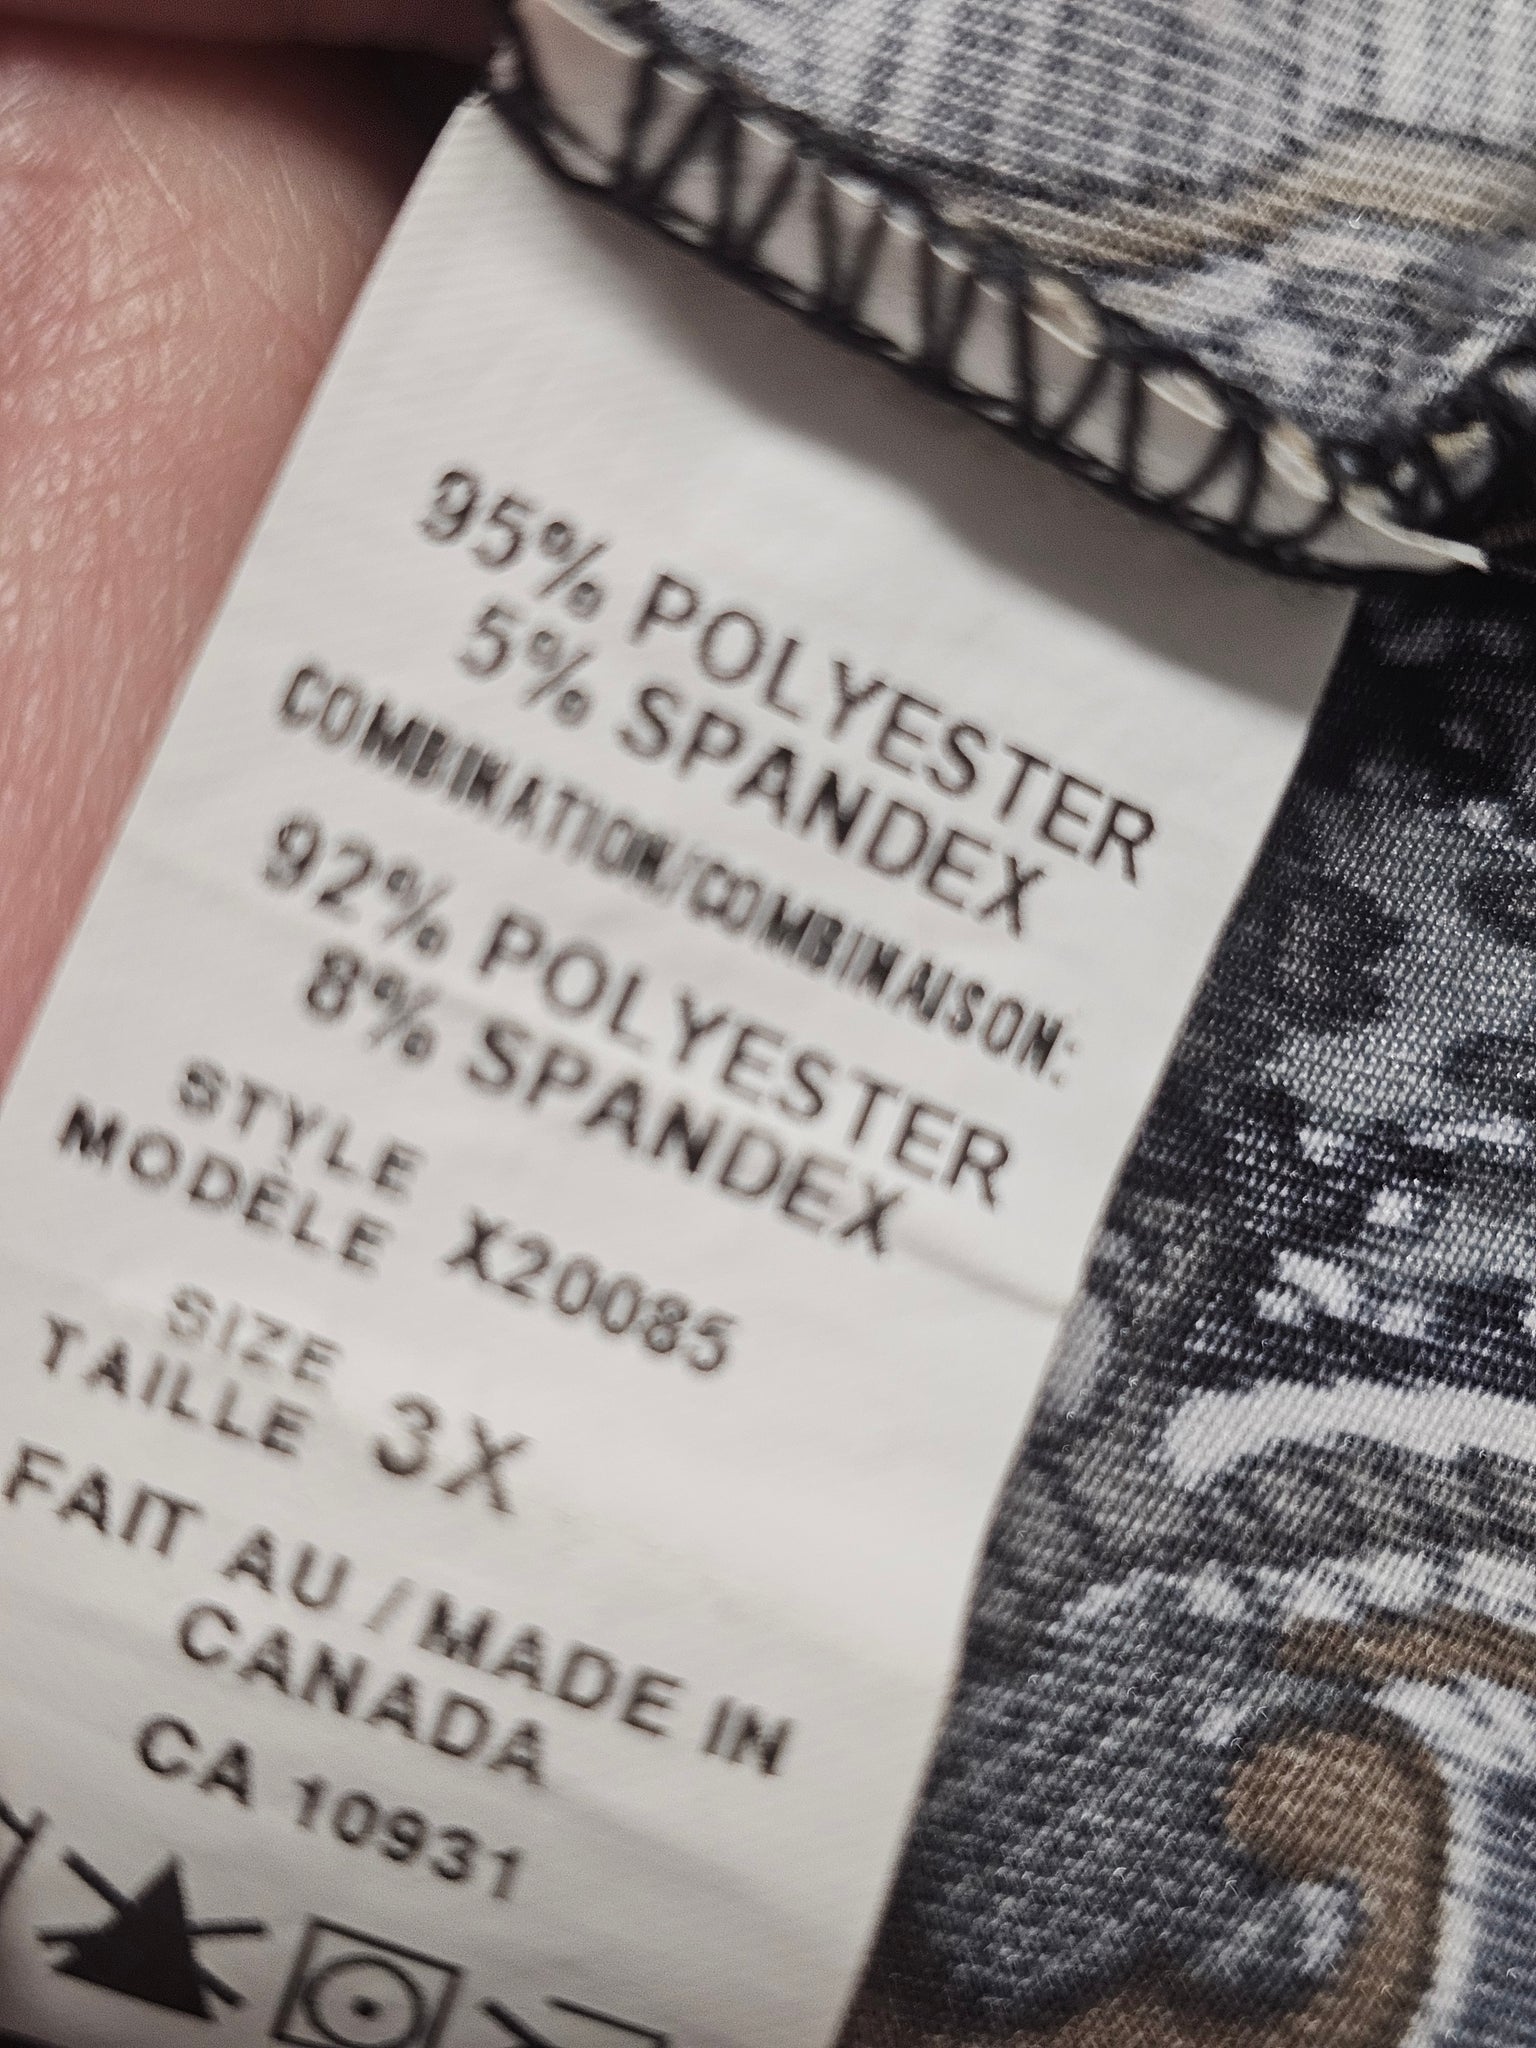 95% POLYESTER
5% SPANDEX
COMBINATION/COMBINAISON:
92% POLYESTER
8% SPANDEX
STYLE
MODÈLE X20085
SIZE
TAILLE 3X
FAIT AU / MADE IN
CANADA
CA 10931